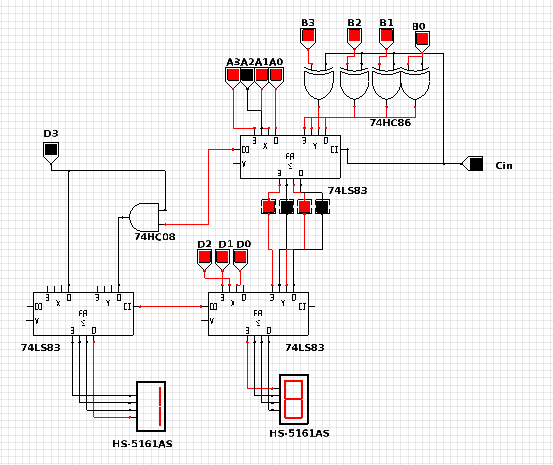 B3 B2 B1 B0
A3A2A1A0
74HC86
D3
3 X 0 3 Y 0
CO CI
FA
Σ
V
3 0
Cin
74LS83
74HC08
D2 D1 D0
3 X 0 3 Y 0 3 X 0 3 Y 0
CO CI CO CI
FA FA
Σ Σ
V V
3 0 3 0
74LS83 74LS83
HS-5161AS HS-5161AS